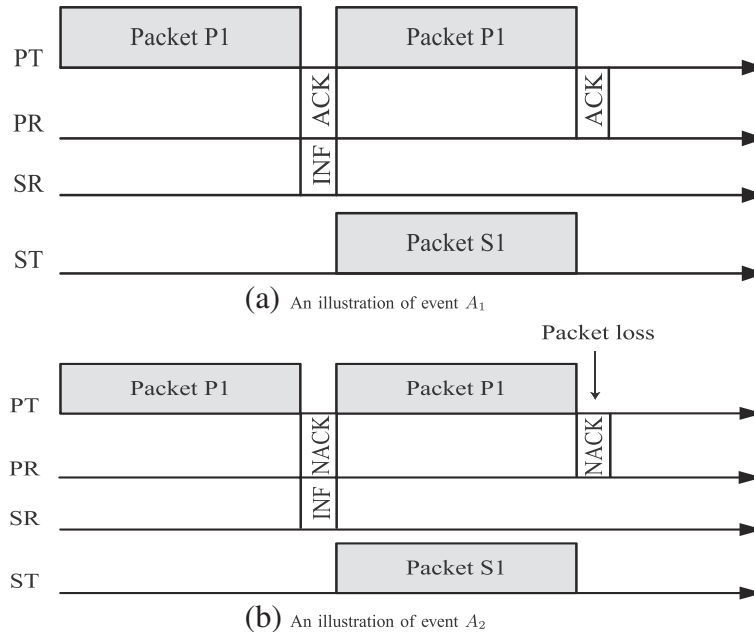 Packet P1 Packet P1
PT
ACK ACK
PR
INF
SR
Packet S1
ST
(a) An illustration of event A₁
Packet loss
Packet P1 Packet P1
PT
NACK NACK
PR
INF
SR
Packet S1
ST
(b) An illustration of event A₂